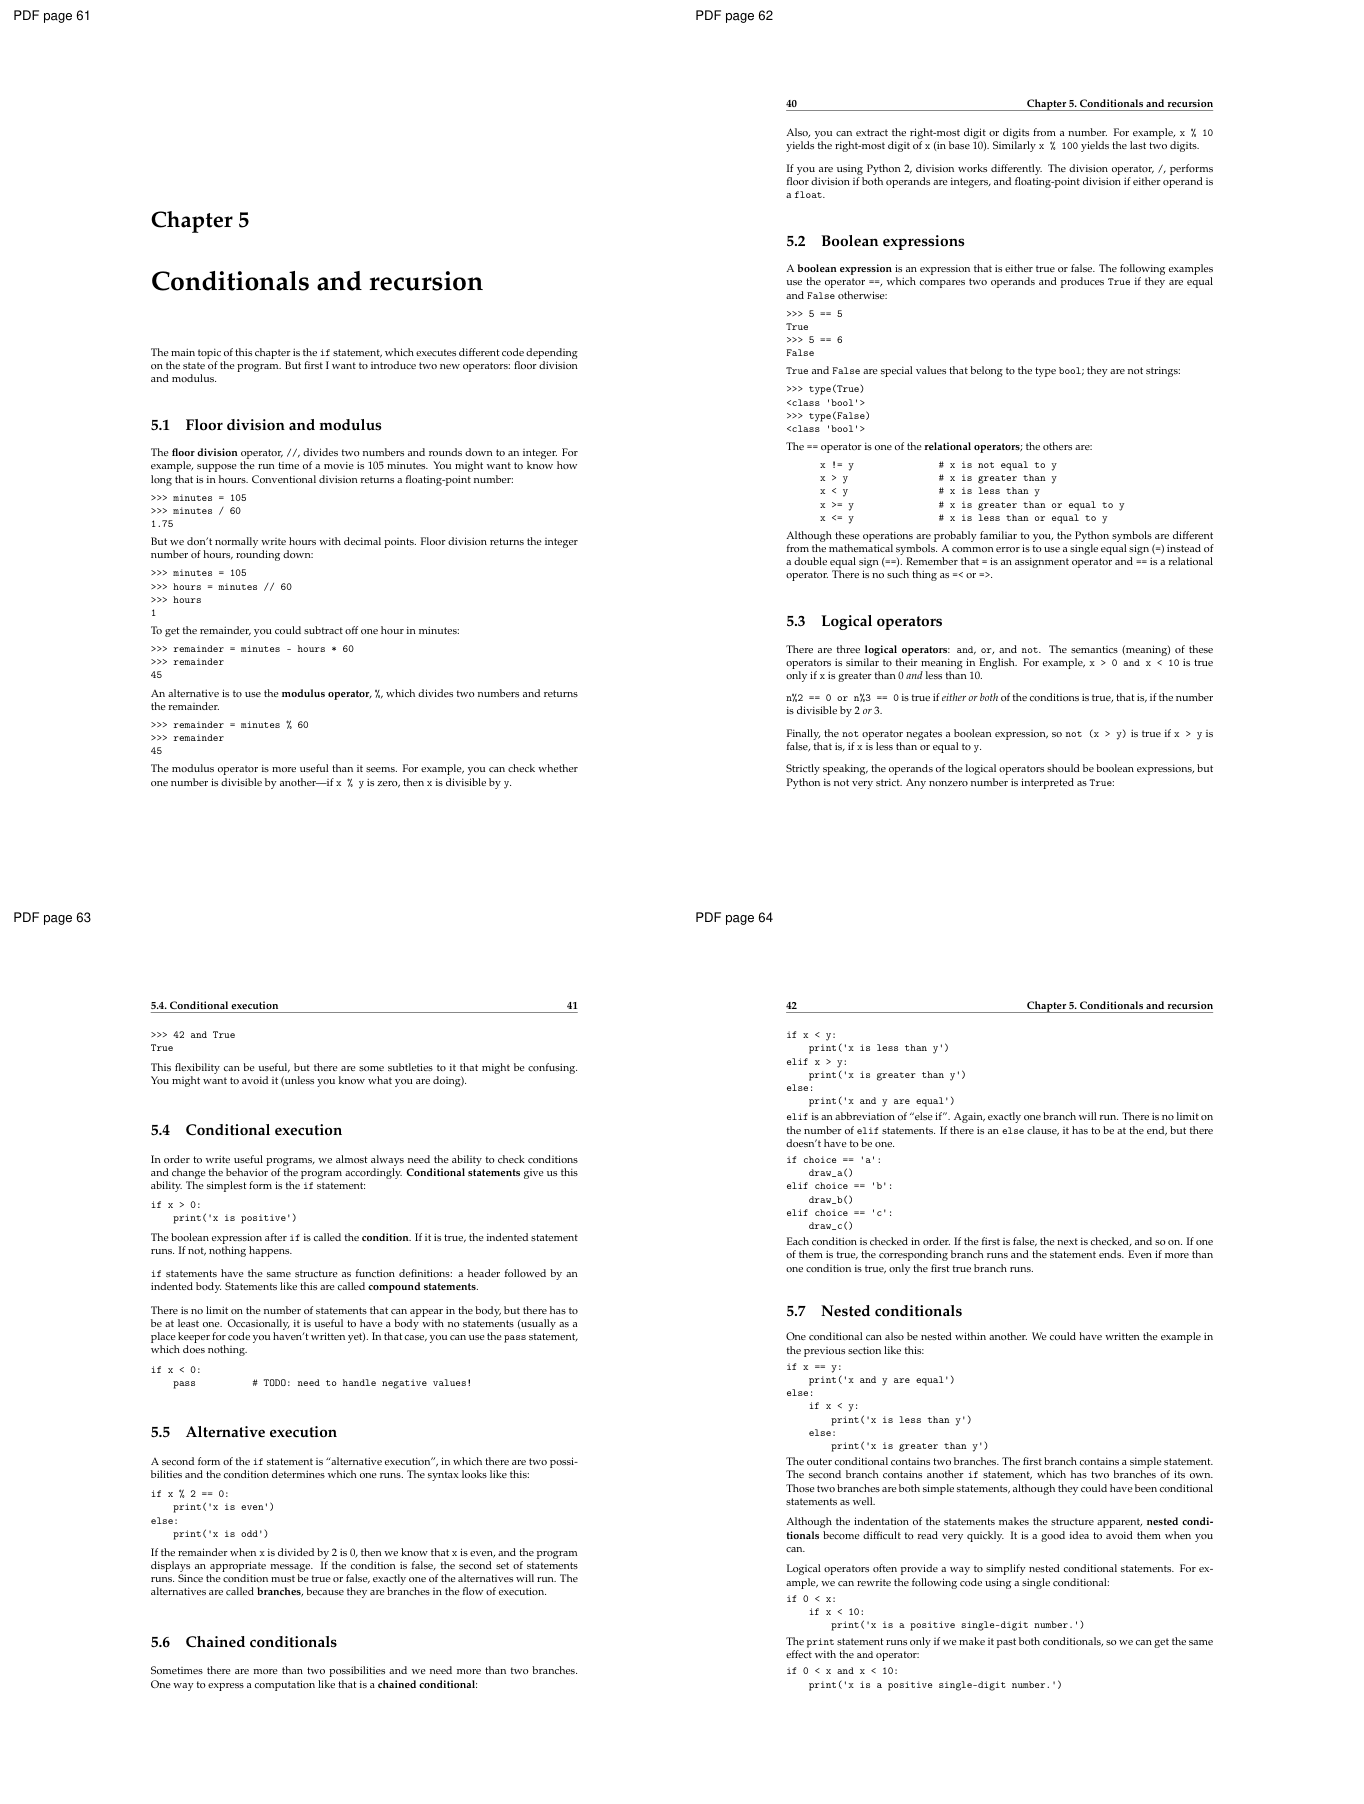 PDF page 61
Chapter 5
Conditionals and recursion
The main topic of this chapter is the if statement, which executes different code depending
on the state of the program. But first I want to introduce two new operators: floor division
and modulus.
5.1 Floor division and modulus
The floor division operator, //, divides two numbers and rounds down to an integer. For
example, suppose the run time of a movie is 105 minutes. You might want to know how
long that is in hours. Conventional division returns a floating-point number:
>>> minutes = 105
>>> minutes / 60
1.75
But we don't normally write hours with decimal points. Floor division returns the integer
number of hours, rounding down:
>>> minutes = 105
>>> hours = minutes // 60
>>> hours
1
To get the remainder, you could subtract off one hour in minutes:
>>> remainder = minutes - hours * 60
>>> remainder
45
An alternative is to use the modulus operator, %, which divides two numbers and returns
the remainder.
>>> remainder = minutes % 60
>>> remainder
45
The modulus operator is more useful than it seems. For example, you can check whether
one number is divisible by another—if x % y is zero, then x is divisible by y.
PDF page 62
40 Chapter 5. Conditionals and recursion
Also, you can extract the right-most digit or digits from a number. For example, x % 10
yields the right-most digit of x (in base 10). Similarly x % 100 yields the last two digits.
If you are using Python 2, division works differently. The division operator, /, performs
floor division if both operands are integers, and floating-point division if either operand is
a float.
5.2 Boolean expressions
A boolean expression is an expression that is either true or false. The following examples
use the operator ==, which compares two operands and produces True if they are equal
and False otherwise:
>>> 5 == 5
True
>>> 5 == 6
False
True and False are special values that belong to the type bool; they are not strings:
>>> type(True)
<class 'bool'>
>>> type(False)
<class 'bool'>
The == operator is one of the relational operators; the others are:
x != y # x is not equal to y
x > y # x is greater than y
x < y # x is less than y
x >= y # x is greater than or equal to y
x <= y # x is less than or equal to y
Although these operations are probably familiar to you, the Python symbols are different
from the mathematical symbols. A common error is to use a single equal sign (=) instead of
a double equal sign (==). Remember that = is an assignment operator and == is a relational
operator. There is no such thing as =< or =>.
5.3 Logical operators
There are three logical operators: and, or, and not. The semantics (meaning) of these
operators is similar to their meaning in English. For example, x > 0 and x < 10 is true
only if x is greater than 0 and less than 10.
n%2 == 0 or n%3 == 0 is true if either or both of the conditions is true, that is, if the number
is divisible by 2 or 3.
Finally, the not operator negates a boolean expression, so not (x > y) is true if x > y is
false, that is, if x is less than or equal to y.
Strictly speaking, the operands of the logical operators should be boolean expressions, but
Python is not very strict. Any nonzero number is interpreted as True:
PDF page 63
5.4. Conditional execution 41
>>> 42 and True
True
This flexibility can be useful, but there are some subtleties to it that might be confusing.
You might want to avoid it (unless you know what you are doing).
5.4 Conditional execution
In order to write useful programs, we almost always need the ability to check conditions
and change the behavior of the program accordingly. Conditional statements give us this
ability. The simplest form is the if statement:
if x > 0:
    print('x is positive')
The boolean expression after if is called the condition. If it is true, the indented statement
runs. If not, nothing happens.
if statements have the same structure as function definitions: a header followed by an
indented body. Statements like this are called compound statements.
There is no limit on the number of statements that can appear in the body, but there has to
be at least one. Occasionally, it is useful to have a body with no statements (usually as a
place keeper for code you haven't written yet). In that case, you can use the pass statement,
which does nothing.
if x < 0:
    pass # TODO: need to handle negative values!
5.5 Alternative execution
A second form of the if statement is “alternative execution”, in which there are two possi-
bilities and the condition determines which one runs. The syntax looks like this:
if x % 2 == 0:
    print('x is even')
else:
    print('x is odd')
If the remainder when x is divided by 2 is 0, then we know that x is even, and the program
displays an appropriate message. If the condition is false, the second set of statements
runs. Since the condition must be true or false, exactly one of the alternatives will run. The
alternatives are called branches, because they are branches in the flow of execution.
5.6 Chained conditionals
Sometimes there are more than two possibilities and we need more than two branches.
One way to express a computation like that is a chained conditional:
PDF page 64
42 Chapter 5. Conditionals and recursion
if x < y:
    print('x is less than y')
elif x > y:
    print('x is greater than y')
else:
    print('x and y are equal')
elif is an abbreviation of “else if”. Again, exactly one branch will run. There is no limit on
the number of elif statements. If there is an else clause, it has to be at the end, but there
doesn't have to be one.
if choice == 'a':
    draw_a()
elif choice == 'b':
    draw_b()
elif choice == 'c':
    draw_c()
Each condition is checked in order. If the first is false, the next is checked, and so on. If one
of them is true, the corresponding branch runs and the statement ends. Even if more than
one condition is true, only the first true branch runs.
5.7 Nested conditionals
One conditional can also be nested within another. We could have written the example in
the previous section like this:
if x == y:
    print('x and y are equal')
else:
    if x < y:
        print('x is less than y')
    else:
        print('x is greater than y')
The outer conditional contains two branches. The first branch contains a simple statement.
The second branch contains another if statement, which has two branches of its own.
Those two branches are both simple statements, although they could have been conditional
statements as well.
Although the indentation of the statements makes the structure apparent, nested condi-
tionals become difficult to read very quickly. It is a good idea to avoid them when you
can.
Logical operators often provide a way to simplify nested conditional statements. For ex-
ample, we can rewrite the following code using a single conditional:
if 0 < x:
    if x < 10:
        print('x is a positive single-digit number.')
The print statement runs only if we make it past both conditionals, so we can get the same
effect with the and operator:
if 0 < x and x < 10:
    print('x is a positive single-digit number.')